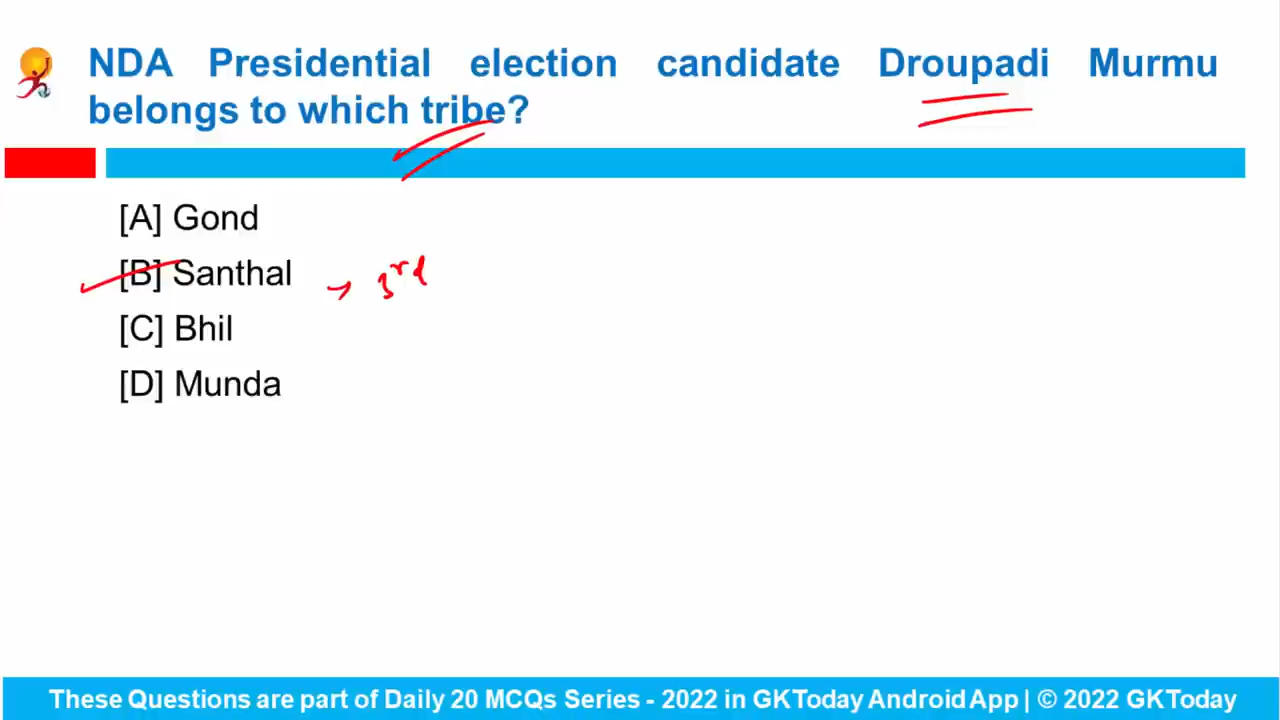 NDA Presidential election candidate Droupadi Murmu
belongs to which tribe?
[A] Gond
[B] Santhal → 3rd
[C] Bhil
[D] Munda
These Questions are part of Daily 20 MCQs Series - 2022 in GKToday Android App | © 2022 GKToday